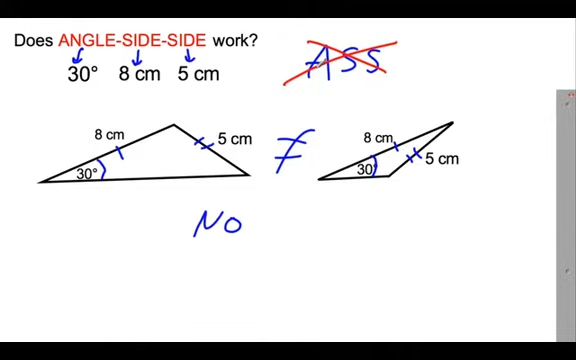 Does ANGLE-SIDE-SIDE work?
30° 8 cm 5 cm
ASS
8 cm
5 cm
30°
≠
8 cm
5 cm
30
NO